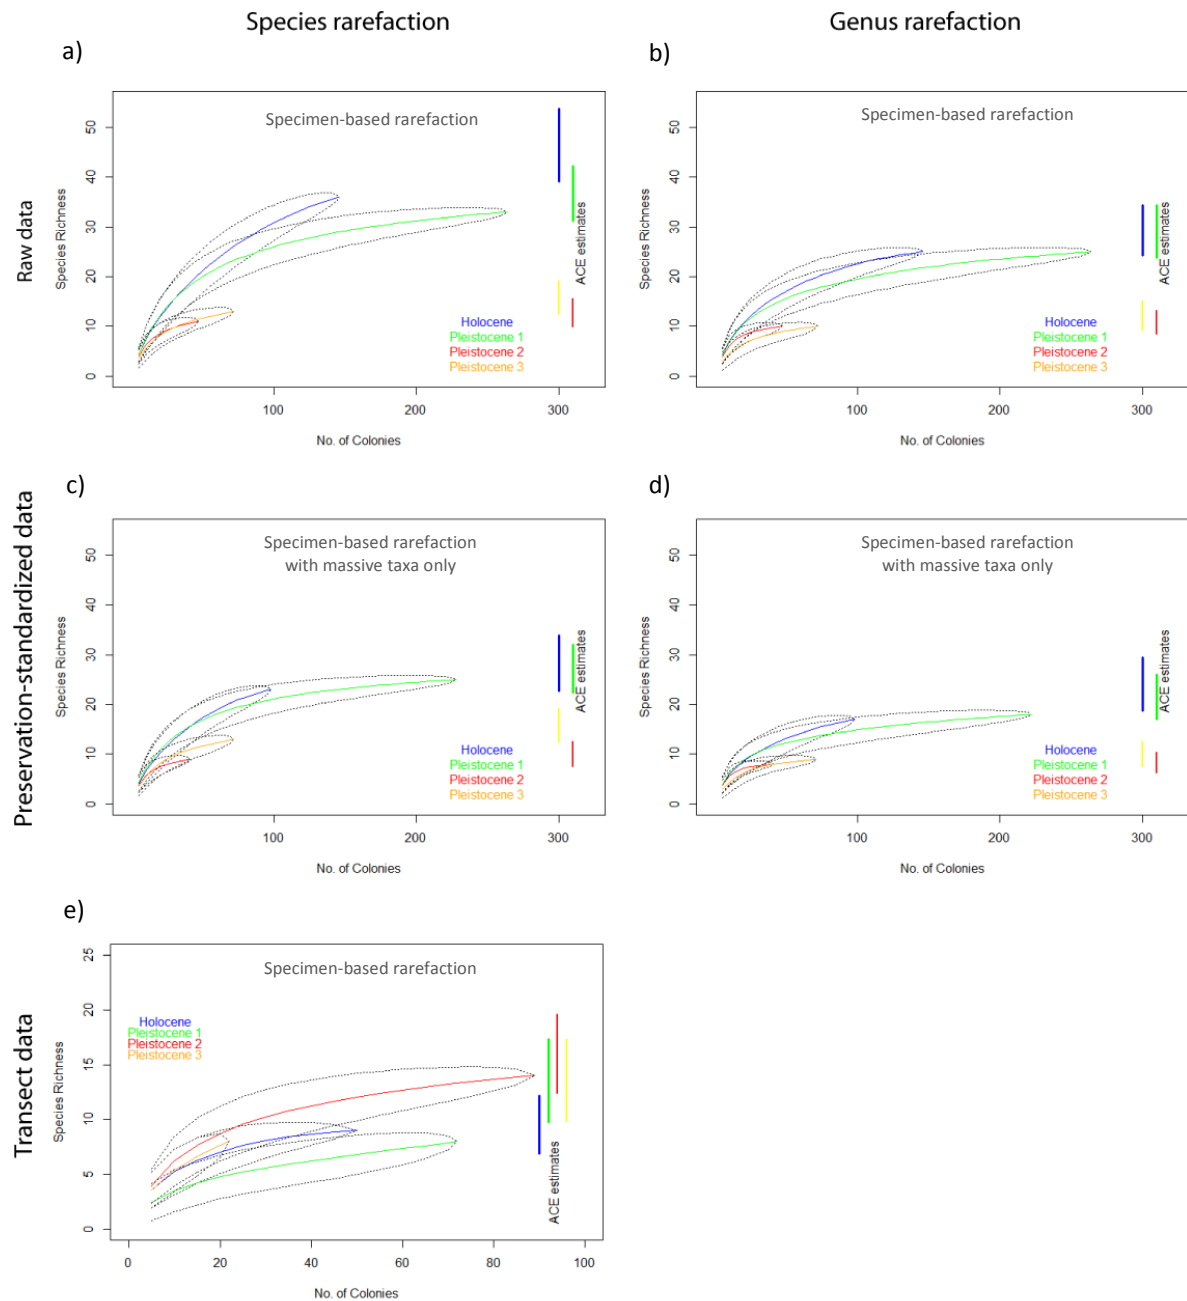 Species rarefaction
Genus rarefaction
Raw data
Preservation-standardized data
Transect data
a)
Specimen-based rarefaction
Species Richness
0
10
20
30
40
50
ACE estimates
Holocene
Pleistocene 1
Pleistocene 2
Pleistocene 3
100
200
300
No. of Colonies
b)
Specimen-based rarefaction
Species Richness
0
10
20
30
40
50
ACE estimates
Holocene
Pleistocene 1
Pleistocene 2
Pleistocene 3
100
200
300
No. of Colonies
c)
Specimen-based rarefaction
with massive taxa only
Species Richness
0
10
20
30
40
50
ACE estimates
Holocene
Pleistocene 1
Pleistocene 2
Pleistocene 3
100
200
300
No. of Colonies
d)
Specimen-based rarefaction
with massive taxa only
Species Richness
0
10
20
30
40
50
ACE estimates
Holocene
Pleistocene 1
Pleistocene 2
Pleistocene 3
100
200
300
No. of Colonies
e)
Specimen-based rarefaction
Species Richness
0
5
10
15
20
25
Holocene
Pleistocene 1
Pleistocene 2
Pleistocene 3
ACE estimates
0
20
40
60
80
100
No. of Colonies